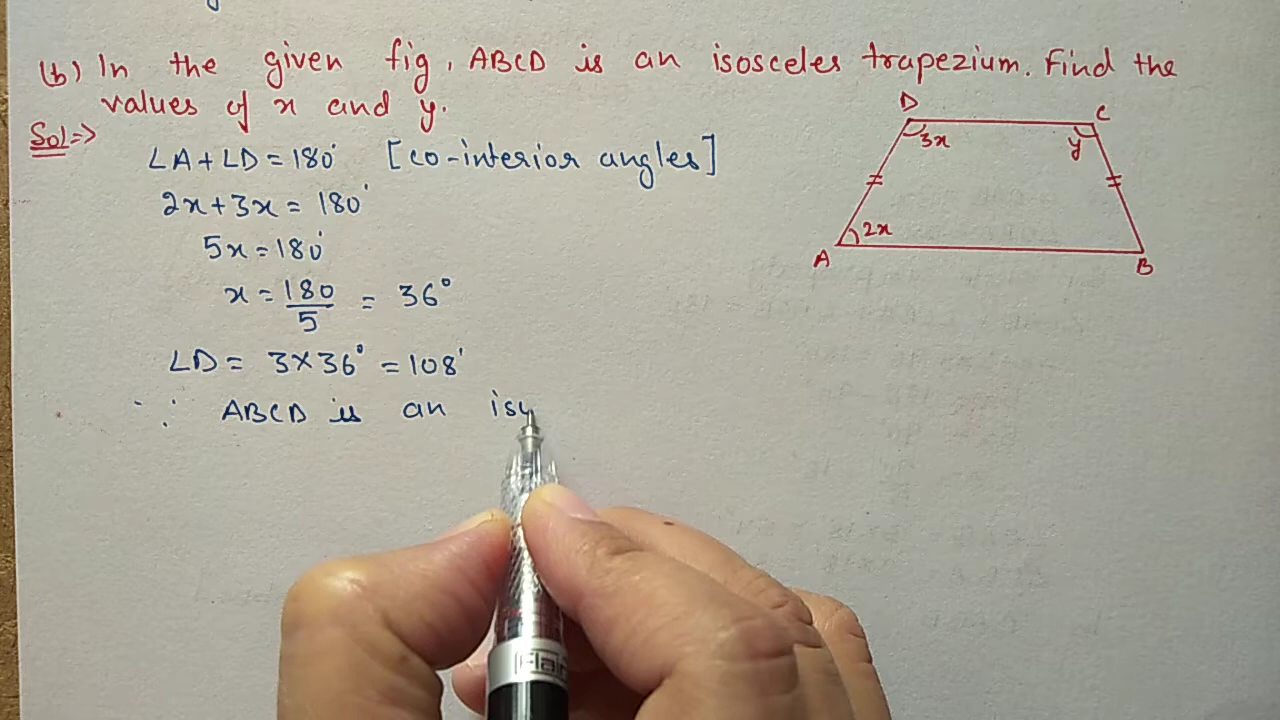 (b) In the given fig, ABCD is an isosceles trapezium. Find the
values of x and y.
Sol:->
∠A+∠D=180° [co-interior angles]
2x+3x=180°
5x=180°
x=180/5=36°
∠D=3×36°=108°
∵ ABCD is an
D
C
3x
y
2x
A
B
Flair